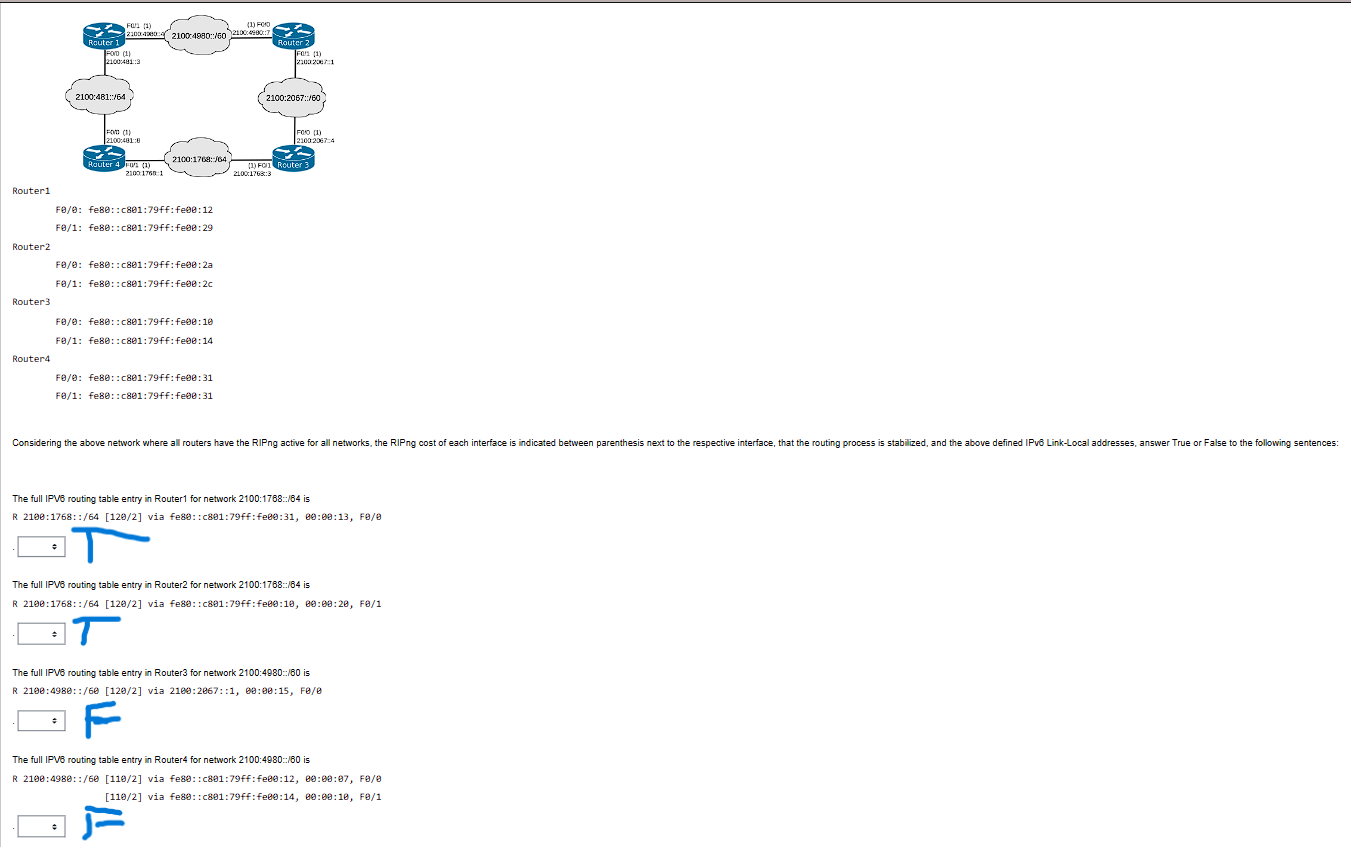 F0/1 (1)
2100:4980::4
2100:4980::/60
(1) F0/0
2100:4980::7
Router 1
Router 2
F0/0 (1)
2100:481::3
F0/1 (1)
2100:2067::1
2100:481::/64
2100:2067::/60
F0/0 (1)
2100:481::8
F0/0 (1)
2100:2067::4
Router 4
F0/1 (1)
2100:1768::1
2100:1768::/64
(1) F0/1
2100:1768::3
Router 3
Router1
F0/0: fe80::c801:79ff:fe00:12
F0/1: fe80::c801:79ff:fe00:29
Router2
F0/0: fe80::c801:79ff:fe00:2a
F0/1: fe80::c801:79ff:fe00:2c
Router3
F0/0: fe80::c801:79ff:fe00:10
F0/1: fe80::c801:79ff:fe00:14
Router4
F0/0: fe80::c801:79ff:fe00:31
F0/1: fe80::c801:79ff:fe00:31
Considering the above network where all routers have the RIPng active for all networks, the RIPng cost of each interface is indicated between parenthesis next to the respective interface, that the routing process is stabilized, and the above defined IPv6 Link-Local addresses, answer True or False to the following sentences:
The full IPV6 routing table entry in Router1 for network 2100:1768::/64 is
R 2100:1768::/64 [120/2] via fe80::c801:79ff:fe00:31, 00:00:13, F0/0
. T
The full IPV6 routing table entry in Router2 for network 2100:1768::/64 is
R 2100:1768::/64 [120/2] via fe80::c801:79ff:fe00:10, 00:00:20, F0/1
. T
The full IPV6 routing table entry in Router3 for network 2100:4980::/60 is
R 2100:4980::/60 [120/2] via 2100:2067::1, 00:00:15, F0/0
. F
The full IPV6 routing table entry in Router4 for network 2100:4980::/60 is
R 2100:4980::/60 [110/2] via fe80::c801:79ff:fe00:12, 00:00:07, F0/0
[110/2] via fe80::c801:79ff:fe00:14, 00:00:10, F0/1
. F